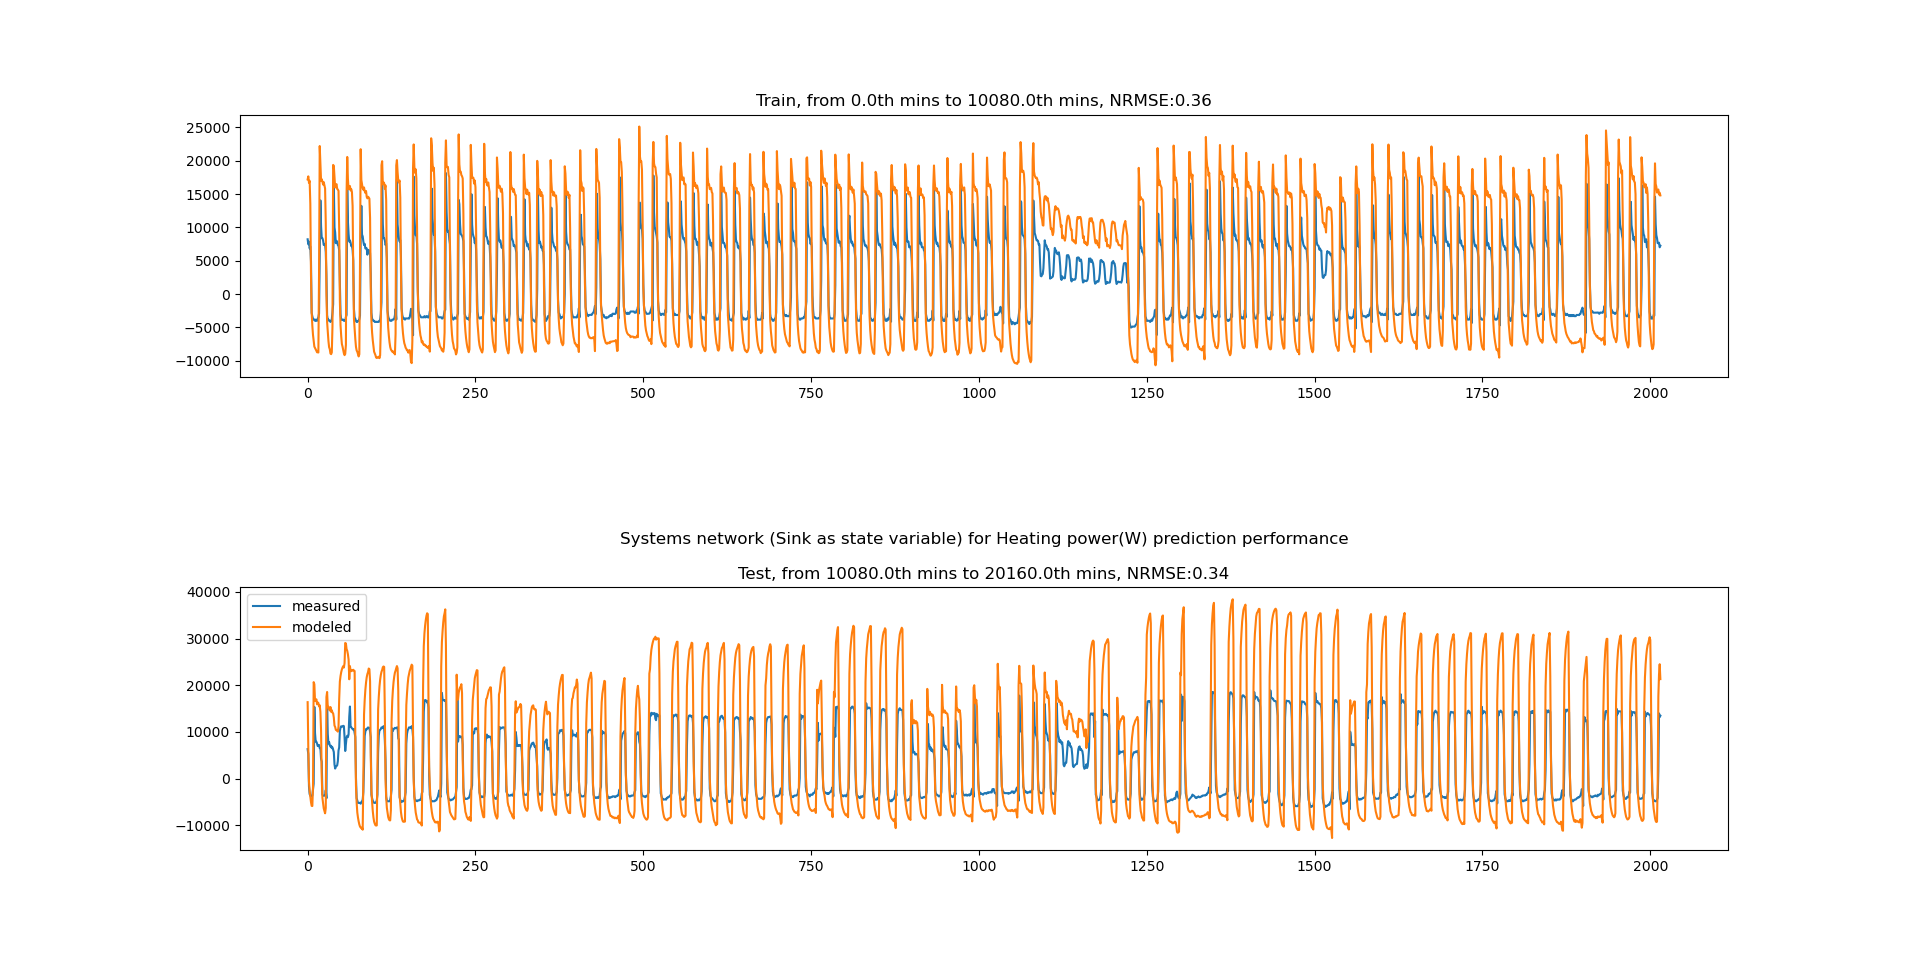 Train, from 0.0th mins to 10080.0th mins, NRMSE:0.36
25000
20000
15000
10000
5000
0
−5000
−10000
0 250 500 750 1000 1250 1500 1750 2000
Systems network (Sink as state variable) for Heating power(W) prediction performance
Test, from 10080.0th mins to 20160.0th mins, NRMSE:0.34
40000
30000
20000
10000
0
−10000
measured
modeled
0 250 500 750 1000 1250 1500 1750 2000